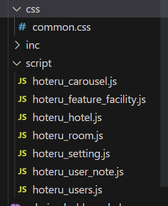 css
# common.css
inc
script
JS hoteru_carousel.js
JS hoteru_feature_facility.js
JS hoteru_hotel.js
JS hoteru_room.js
JS hoteru_setting.js
JS hoteru_user_note.js
JS hoteru_users.js